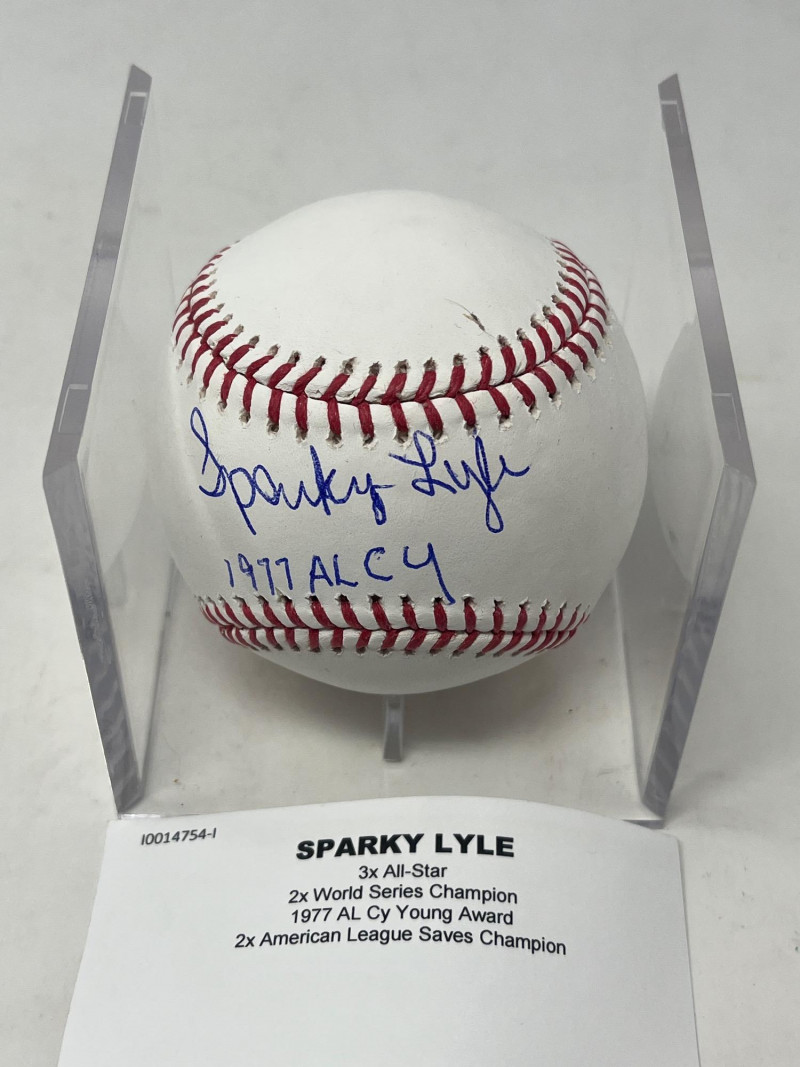 Sparky Lyle
1977 AL CY
I0014754-I
SPARKY LYLE
3x All-Star
2x World Series Champion
1977 AL Cy Young Award
2x American League Saves Champion